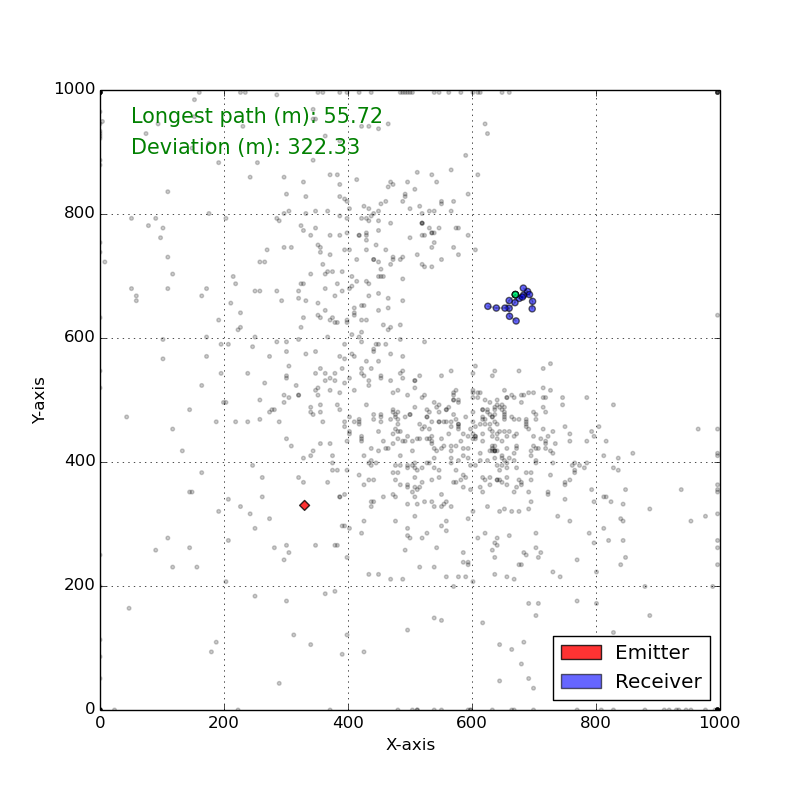 Longest path (m): 55.72
Deviation (m): 322.33
1000
800
600
400
200
0
Y-axis
0 200 400 600 800 1000
X-axis
Emitter
Receiver